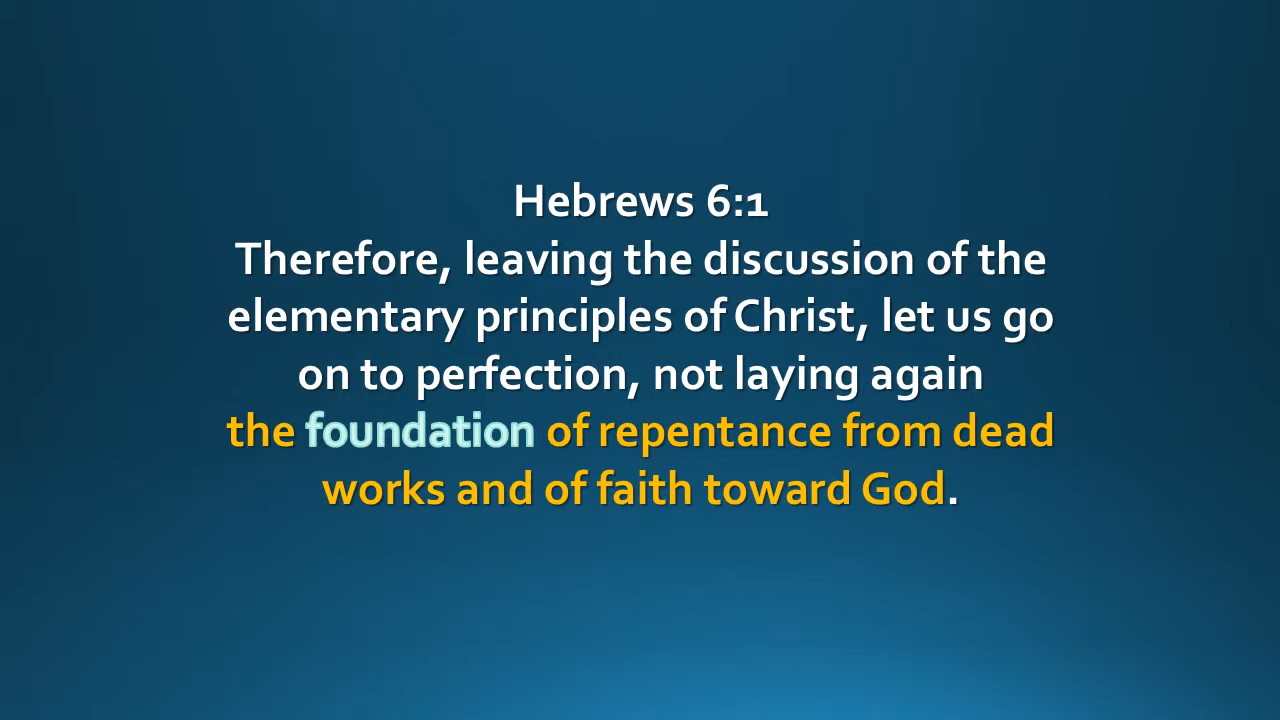 Hebrews 6:1
Therefore, leaving the discussion of the
elementary principles of Christ, let us go
on to perfection, not laying again
the foundation of repentance from dead
works and of faith toward God.